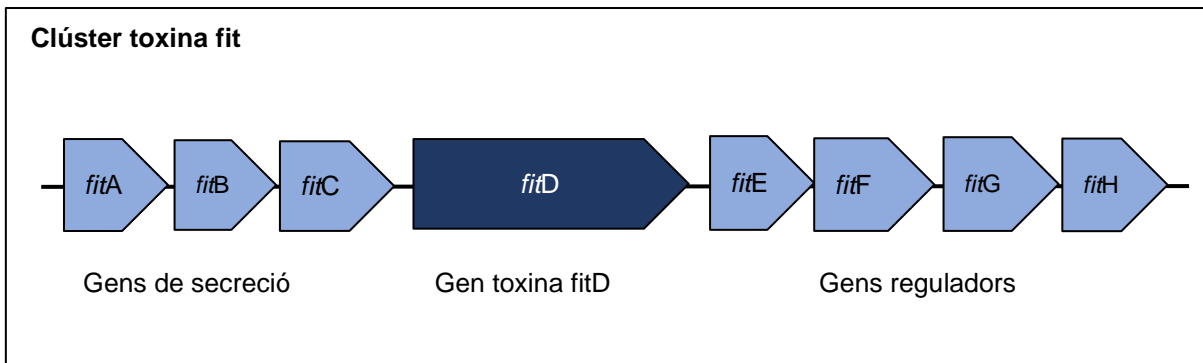 Clúster toxina fit
fitA fitB fitC fitD fitE fitF fitG fitH
Gens de secreció Gen toxina fitD Gens reguladors